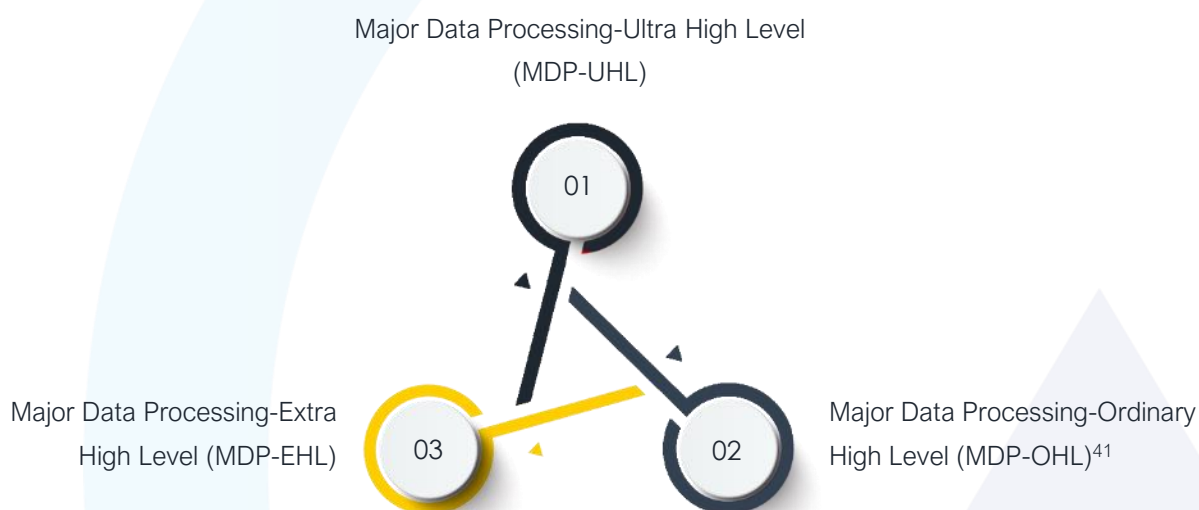 Major Data Processing-Ultra High Level
(MDP-UHL)
01
Major Data Processing-Extra
High Level (MDP-EHL)
03
02
Major Data Processing-Ordinary
High Level (MDP-OHL)41